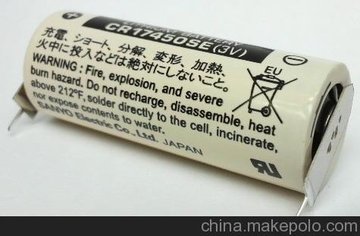 CR17450SE(3V)
充電、ショート、分解、変形、加熱、
火中に投入などは絶対にしないこと。
WARNING : Fire, explosion, and severe
burn hazard. Do not recharge, disassemble, heat
above 212°F, solder directly to the cell, incinerate,
nor expose contents to water.
SANYO Electric Co., Ltd. JAPAN
EU
china.makepolo.com